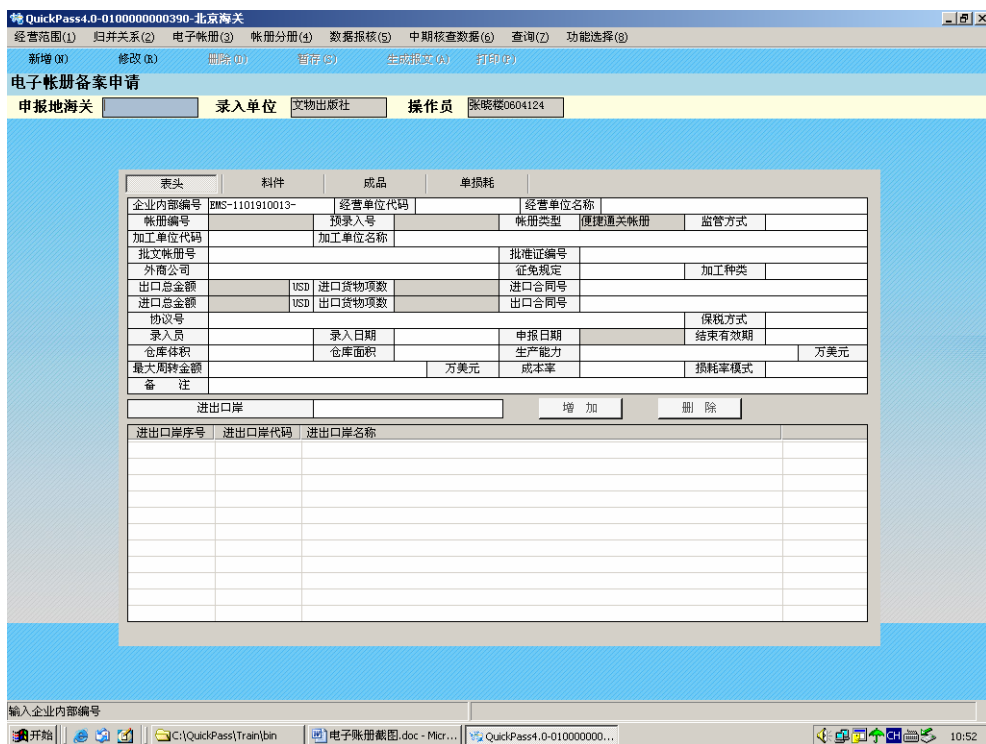 QuickPass4.0-0100000000390-北京海关
经营范围(1) 归并关系(2) 电子帐册(3) 帐册分册(4) 数据报核(5) 中期核查数据(6) 查询(7) 功能选择(8)
新增(N) 修改(R) 删除(D) 暂存(S) 生成报文(A) 打印(P)
电子帐册备案申请
申报地海关 录入单位 文物出版社 操作员 张晓楼0604124
表头 料件 成品 单损耗
企业内部编号 EMS-1101910013- 经营单位代码 经营单位名称
帐册编号 预录入号 帐册类型 便捷通关帐册 监管方式
加工单位代码 加工单位名称
批文帐册号 批准证编号
外商公司 征免规定 加工种类
出口总金额 USD 进口货物项数 进口合同号
进口总金额 USD 出口货物项数 出口合同号
协议号 保税方式
录入员 录入日期 申报日期 结束有效期
仓库体积 仓库面积 生产能力 万美元
最大周转金额 万美元 成本率 损耗率模式
备 注
进出口岸 增 加 删 除
进出口岸序号 进出口岸代码 进出口岸名称
输入企业内部编号
开始 C:\QuickPass\Train\bin 电子账册截图.doc - Micr... QuickPass4.0-010000000... CH 10:52